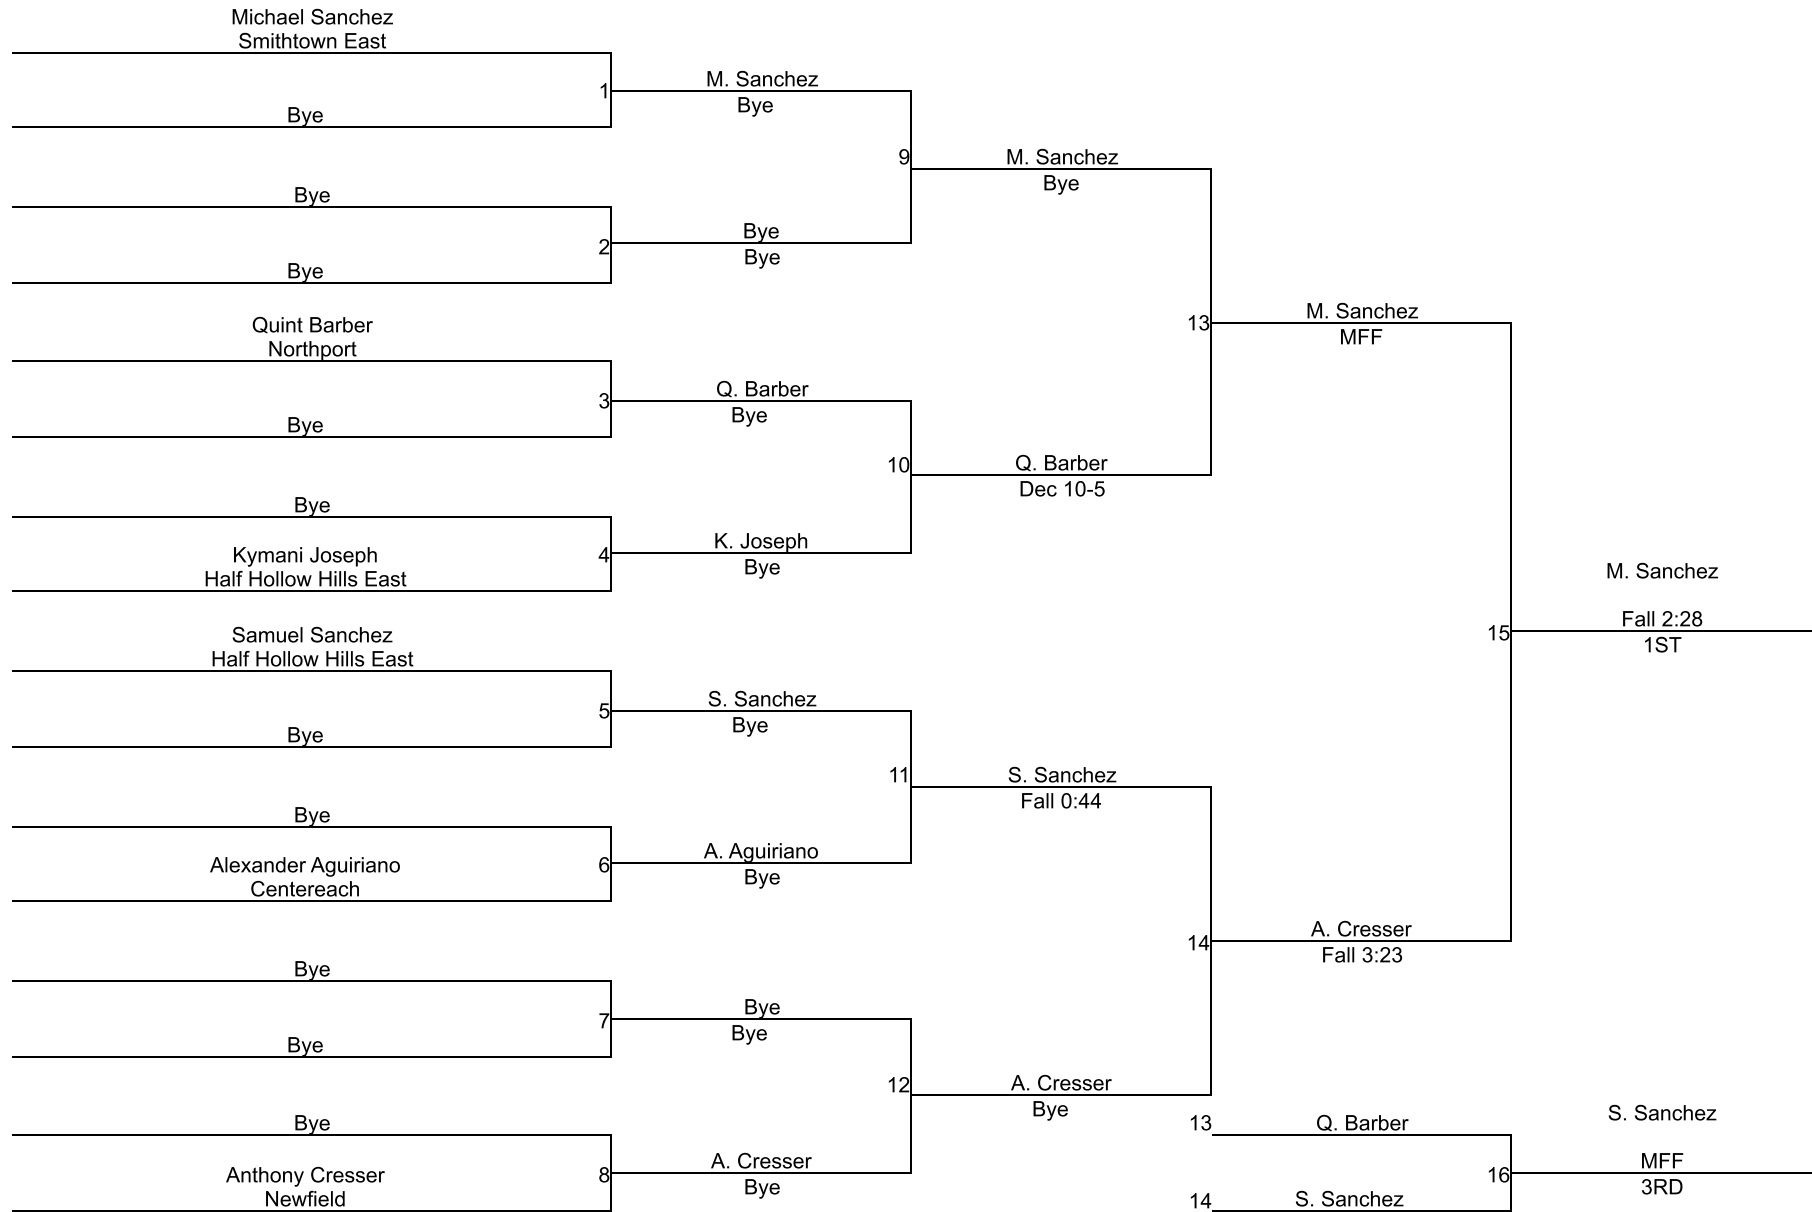 Michael Sanchez
Smithtown East
1
Bye
M. Sanchez
Bye
9
Bye
2
Bye
Bye
Bye
M. Sanchez
Bye
Quint Barber
Northport
3
Bye
Q. Barber
Bye
10
Bye
Kymani Joseph
Half Hollow Hills East
4
K. Joseph
Bye
Q. Barber
Dec 10-5
13
M. Sanchez
MFF
Samuel Sanchez
Half Hollow Hills East
5
Bye
S. Sanchez
Bye
11
Bye
Alexander Aguiriano
Centereach
6
A. Aguiriano
Bye
S. Sanchez
Fall 0:44
14
Bye
7
Bye
Bye
Bye
12
Bye
Anthony Cresser
Newfield
8
A. Cresser
Bye
A. Cresser
Bye
A. Cresser
Fall 3:23
15
M. Sanchez
Fall 2:28
1ST
13
Q. Barber
14
S. Sanchez
16
S. Sanchez
MFF
3RD